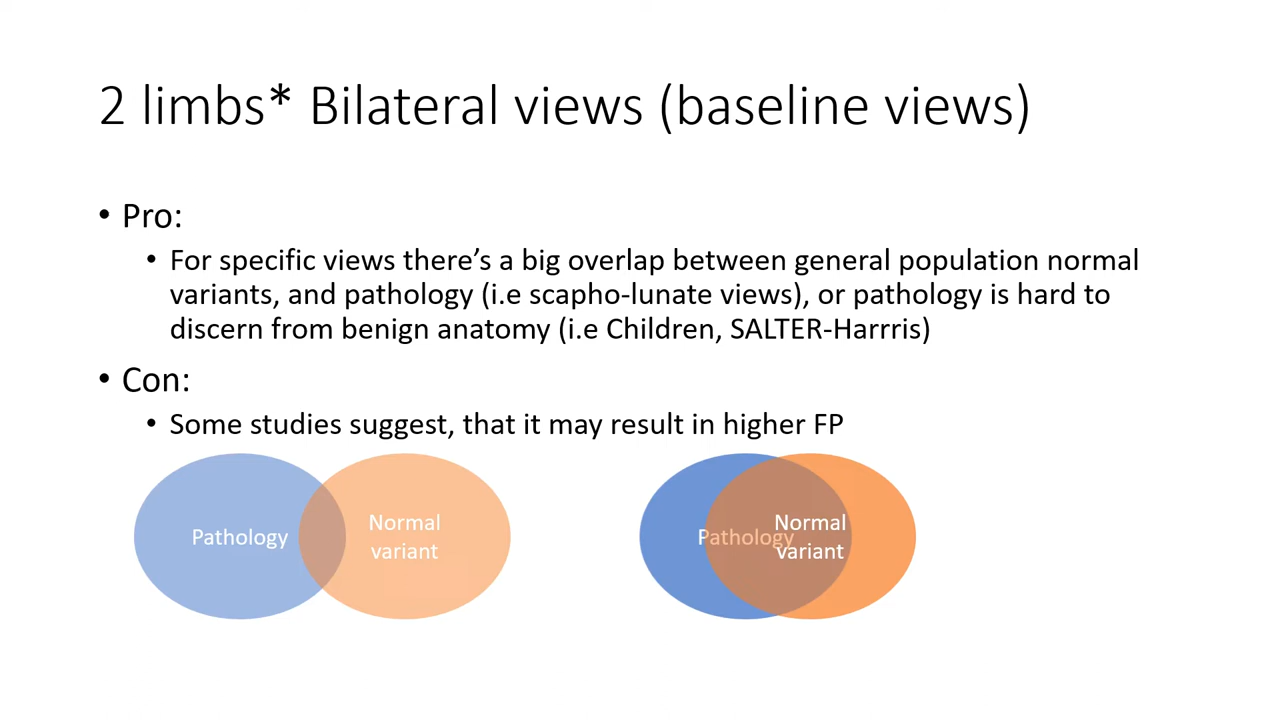 2 limbs* Bilateral views (baseline views)
• Pro:
• For specific views there’s a big overlap between general population normal
variants, and pathology (i.e scapho-lunate views), or pathology is hard to
discern from benign anatomy (i.e Children, SALTER-Harrris)
• Con:
• Some studies suggest, that it may result in higher FP
Pathology
Normal
variant
Pathology
Normal
variant